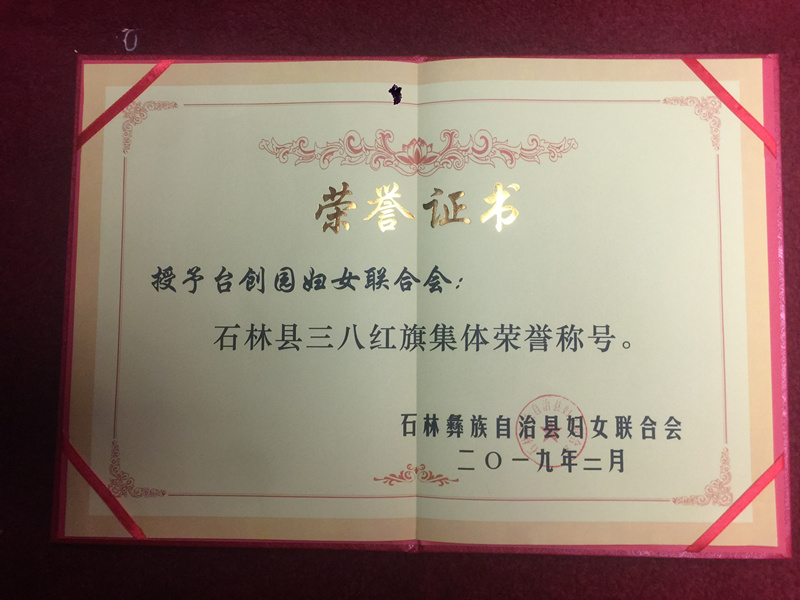 荣誉证书
授予台创园妇女联合会：
石林县三八红旗集体荣誉称号。
石林彝族自治县妇女联合会
二〇一九年二月